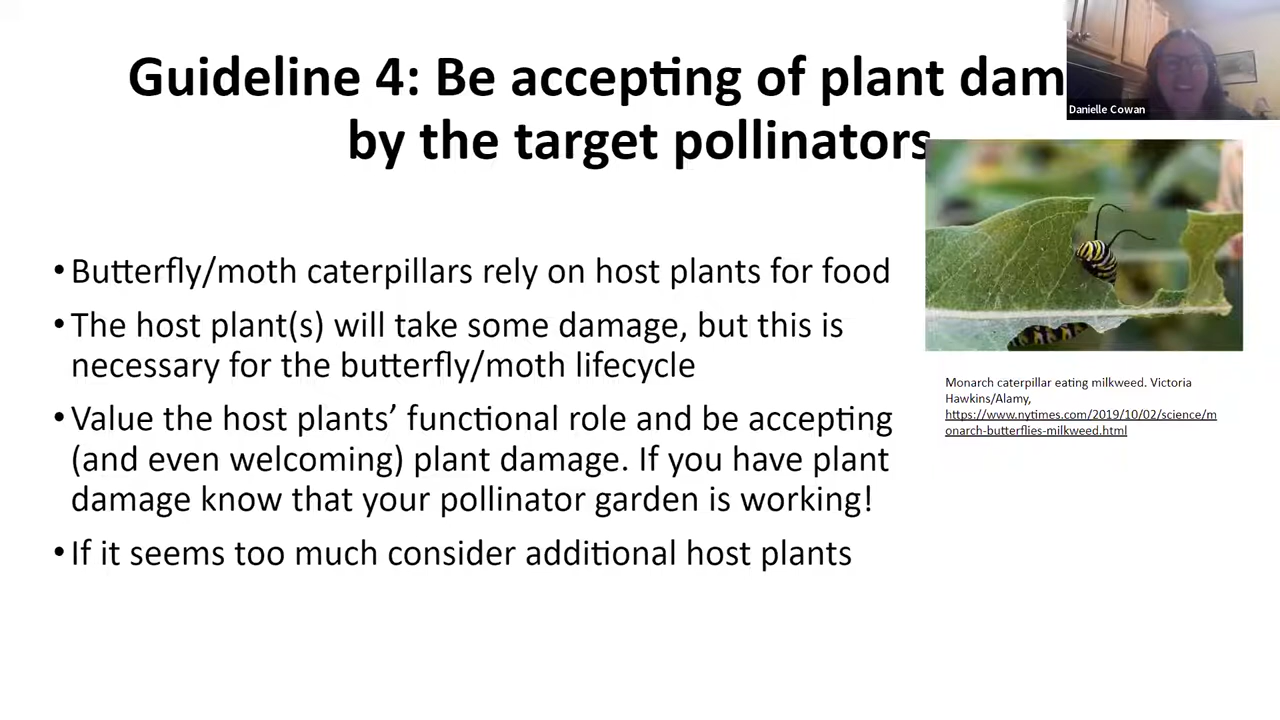 Guideline 4: Be accepting of plant dam
by the target pollinators
Danielle Cowan
• Butterfly/moth caterpillars rely on host plants for food
• The host plant(s) will take some damage, but this is
necessary for the butterfly/moth lifecycle
• Value the host plants’ functional role and be accepting
(and even welcoming) plant damage. If you have plant
damage know that your pollinator garden is working!
• If it seems too much consider additional host plants
Monarch caterpillar eating milkweed. Victoria
Hawkins/Alamy,
https://www.nytimes.com/2019/10/02/science/m
onarch-butterflies-milkweed.html